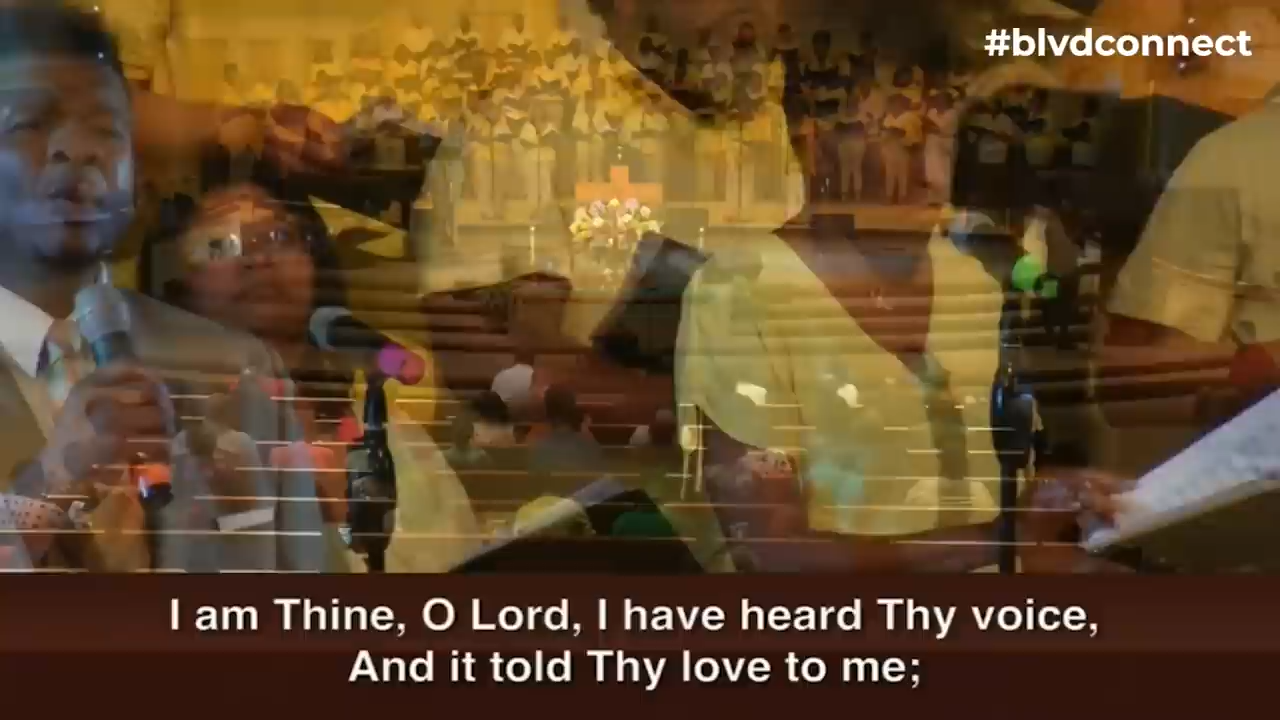 #blvdconnect
I am Thine, O Lord, I have heard Thy voice,
And it told Thy love to me;